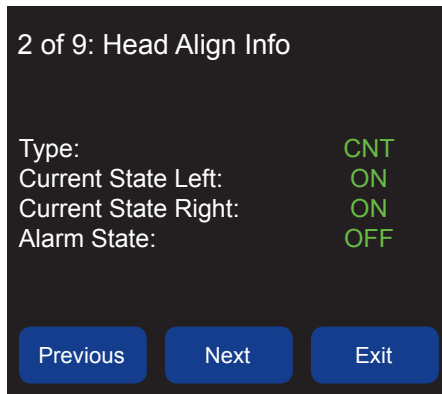 2 of 9: Head Align Info
Type: CNT
Current State Left: ON
Current State Right: ON
Alarm State: OFF
Previous Next Exit